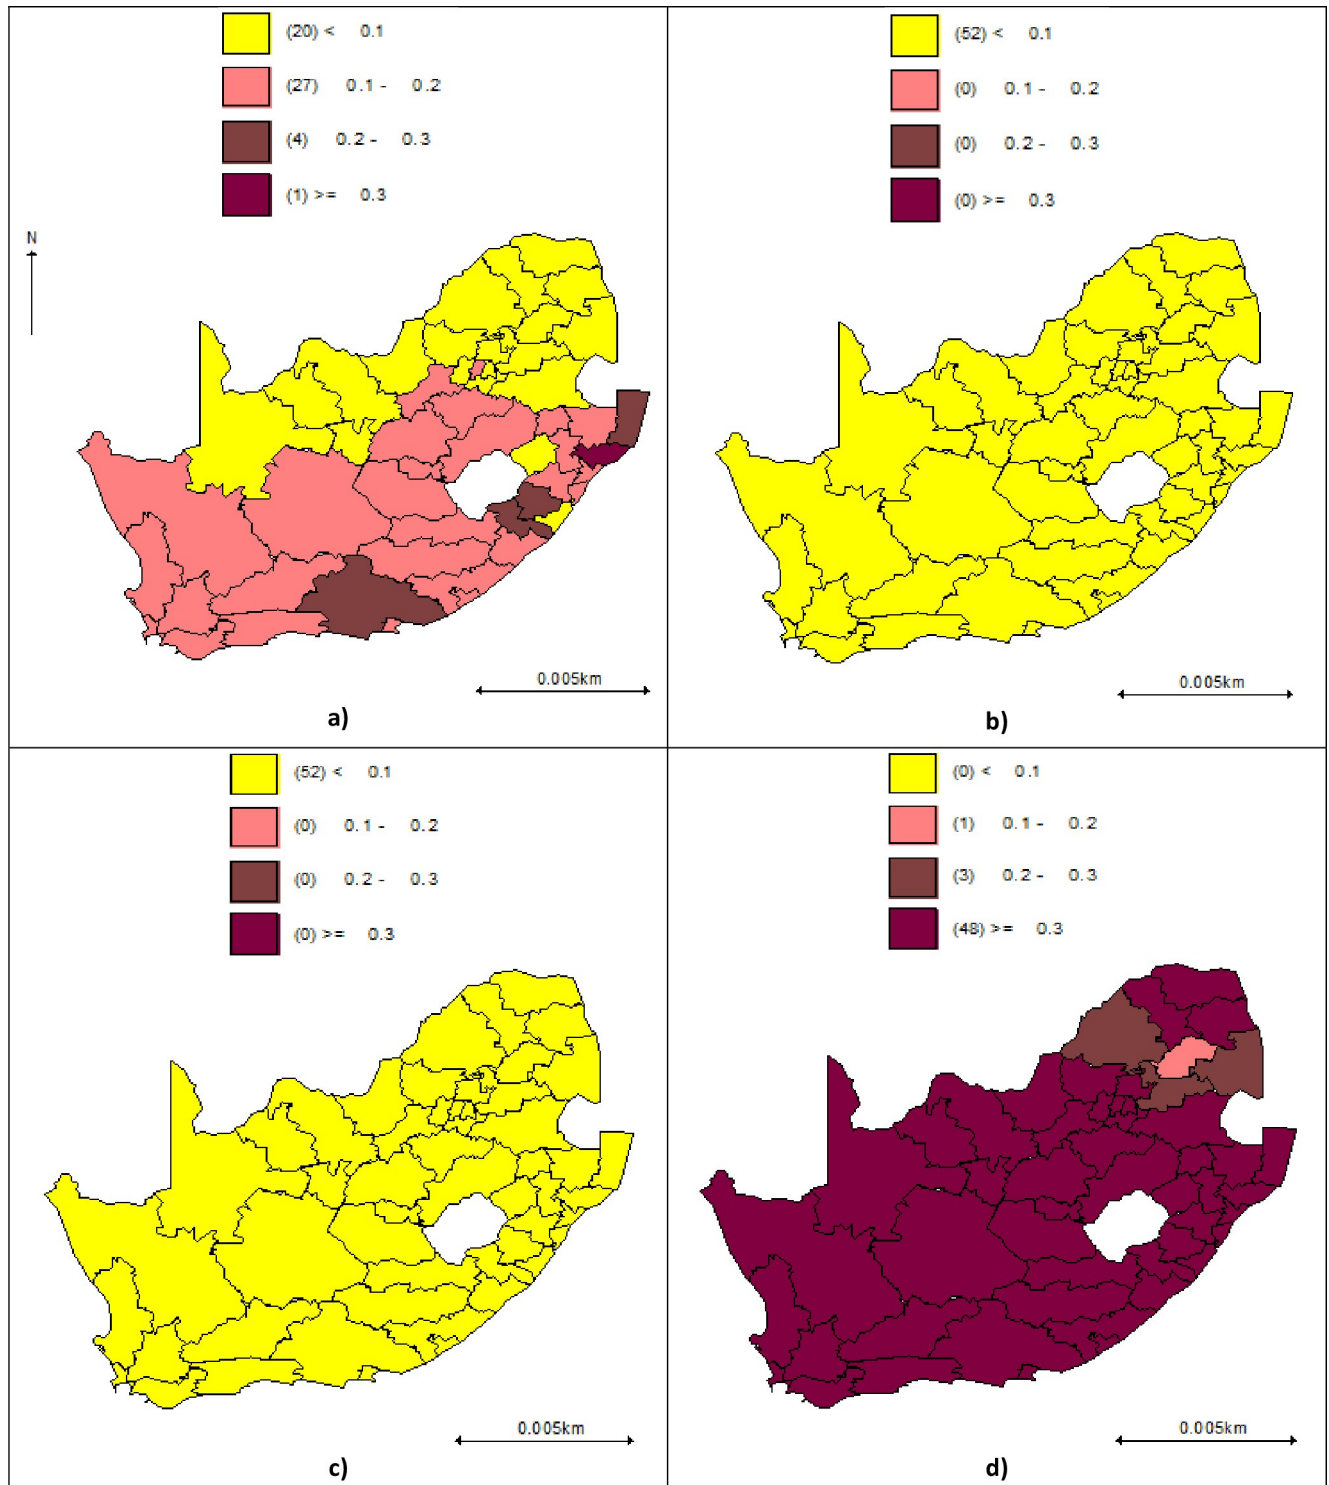 (20) < 0.1
(27) 0.1 - 0.2
(4) 0.2 - 0.3
(1) >= 0.3
N
0.005km
a)
(52) < 0.1
(0) 0.1 - 0.2
(0) 0.2 - 0.3
(0) >= 0.3
0.005km
b)
(52) < 0.1
(0) 0.1 - 0.2
(0) 0.2 - 0.3
(0) >= 0.3
0.005km
c)
(0) < 0.1
(1) 0.1 - 0.2
(3) 0.2 - 0.3
(48) >= 0.3
0.005km
d)